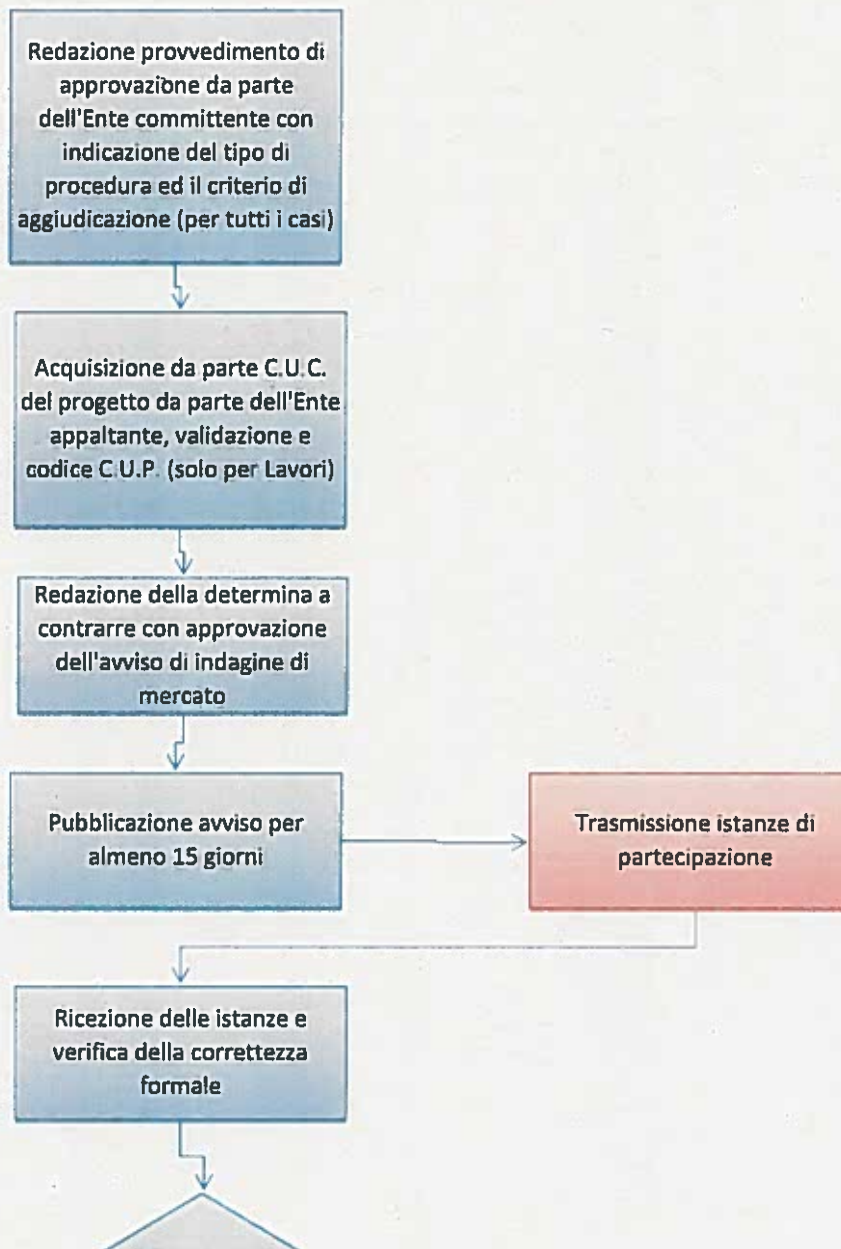 Redazione provvedimento di
approvazione da parte
dell'Ente committente con
indicazione del tipo di
procedura ed il criterio di
aggiudicazione (per tutti i casi)
Acquisizione da parte C.U.C.
del progetto da parte dell'Ente
appaltante, validazione e
codice C.U.P. (solo per Lavori)
Redazione della determina a
contrarre con approvazione
dell'avviso di indagine di
mercato
Pubblicazione avviso per
almeno 15 giorni
Trasmissione istanze di
partecipazione
Ricezione delle istanze e
verifica della correttezza
formale